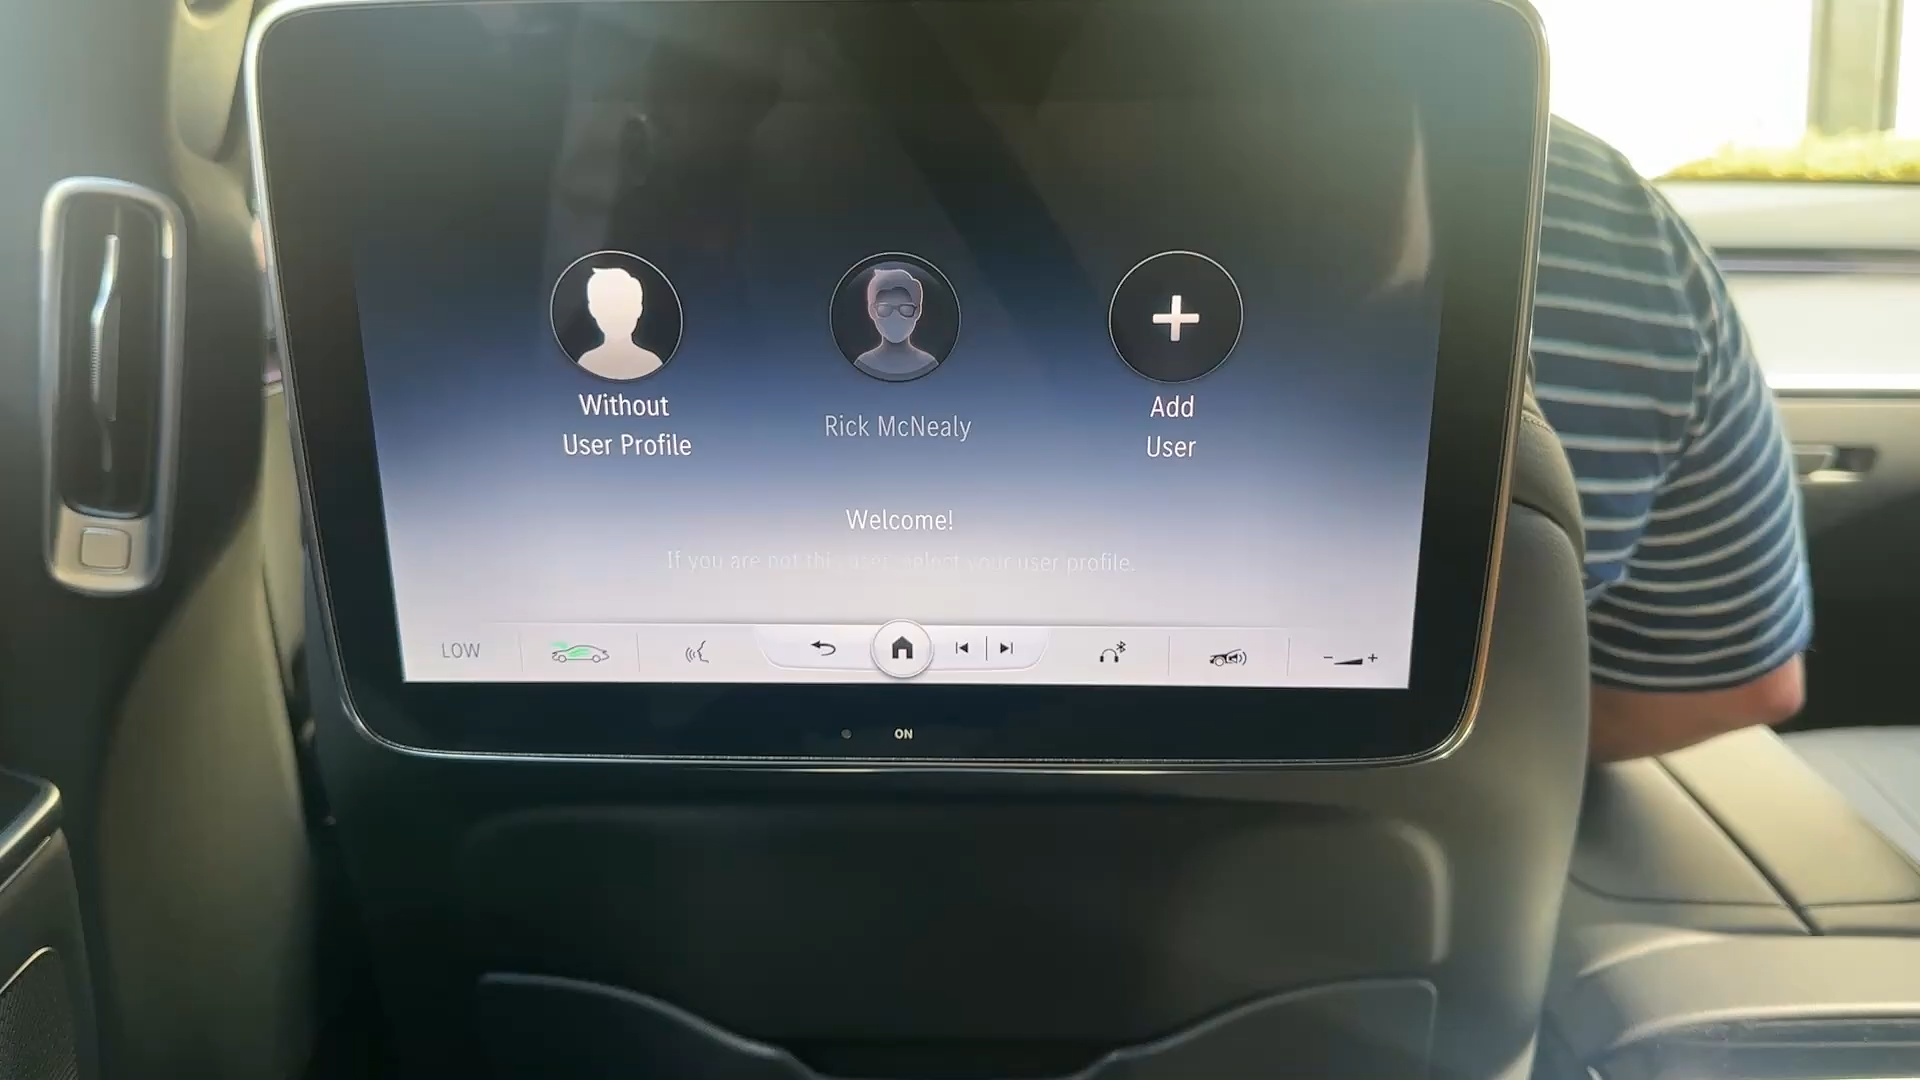 Without
User Profile
Rick McNealy
Add
User
Welcome!
If you are not this user, select your user profile.
LOW
ON